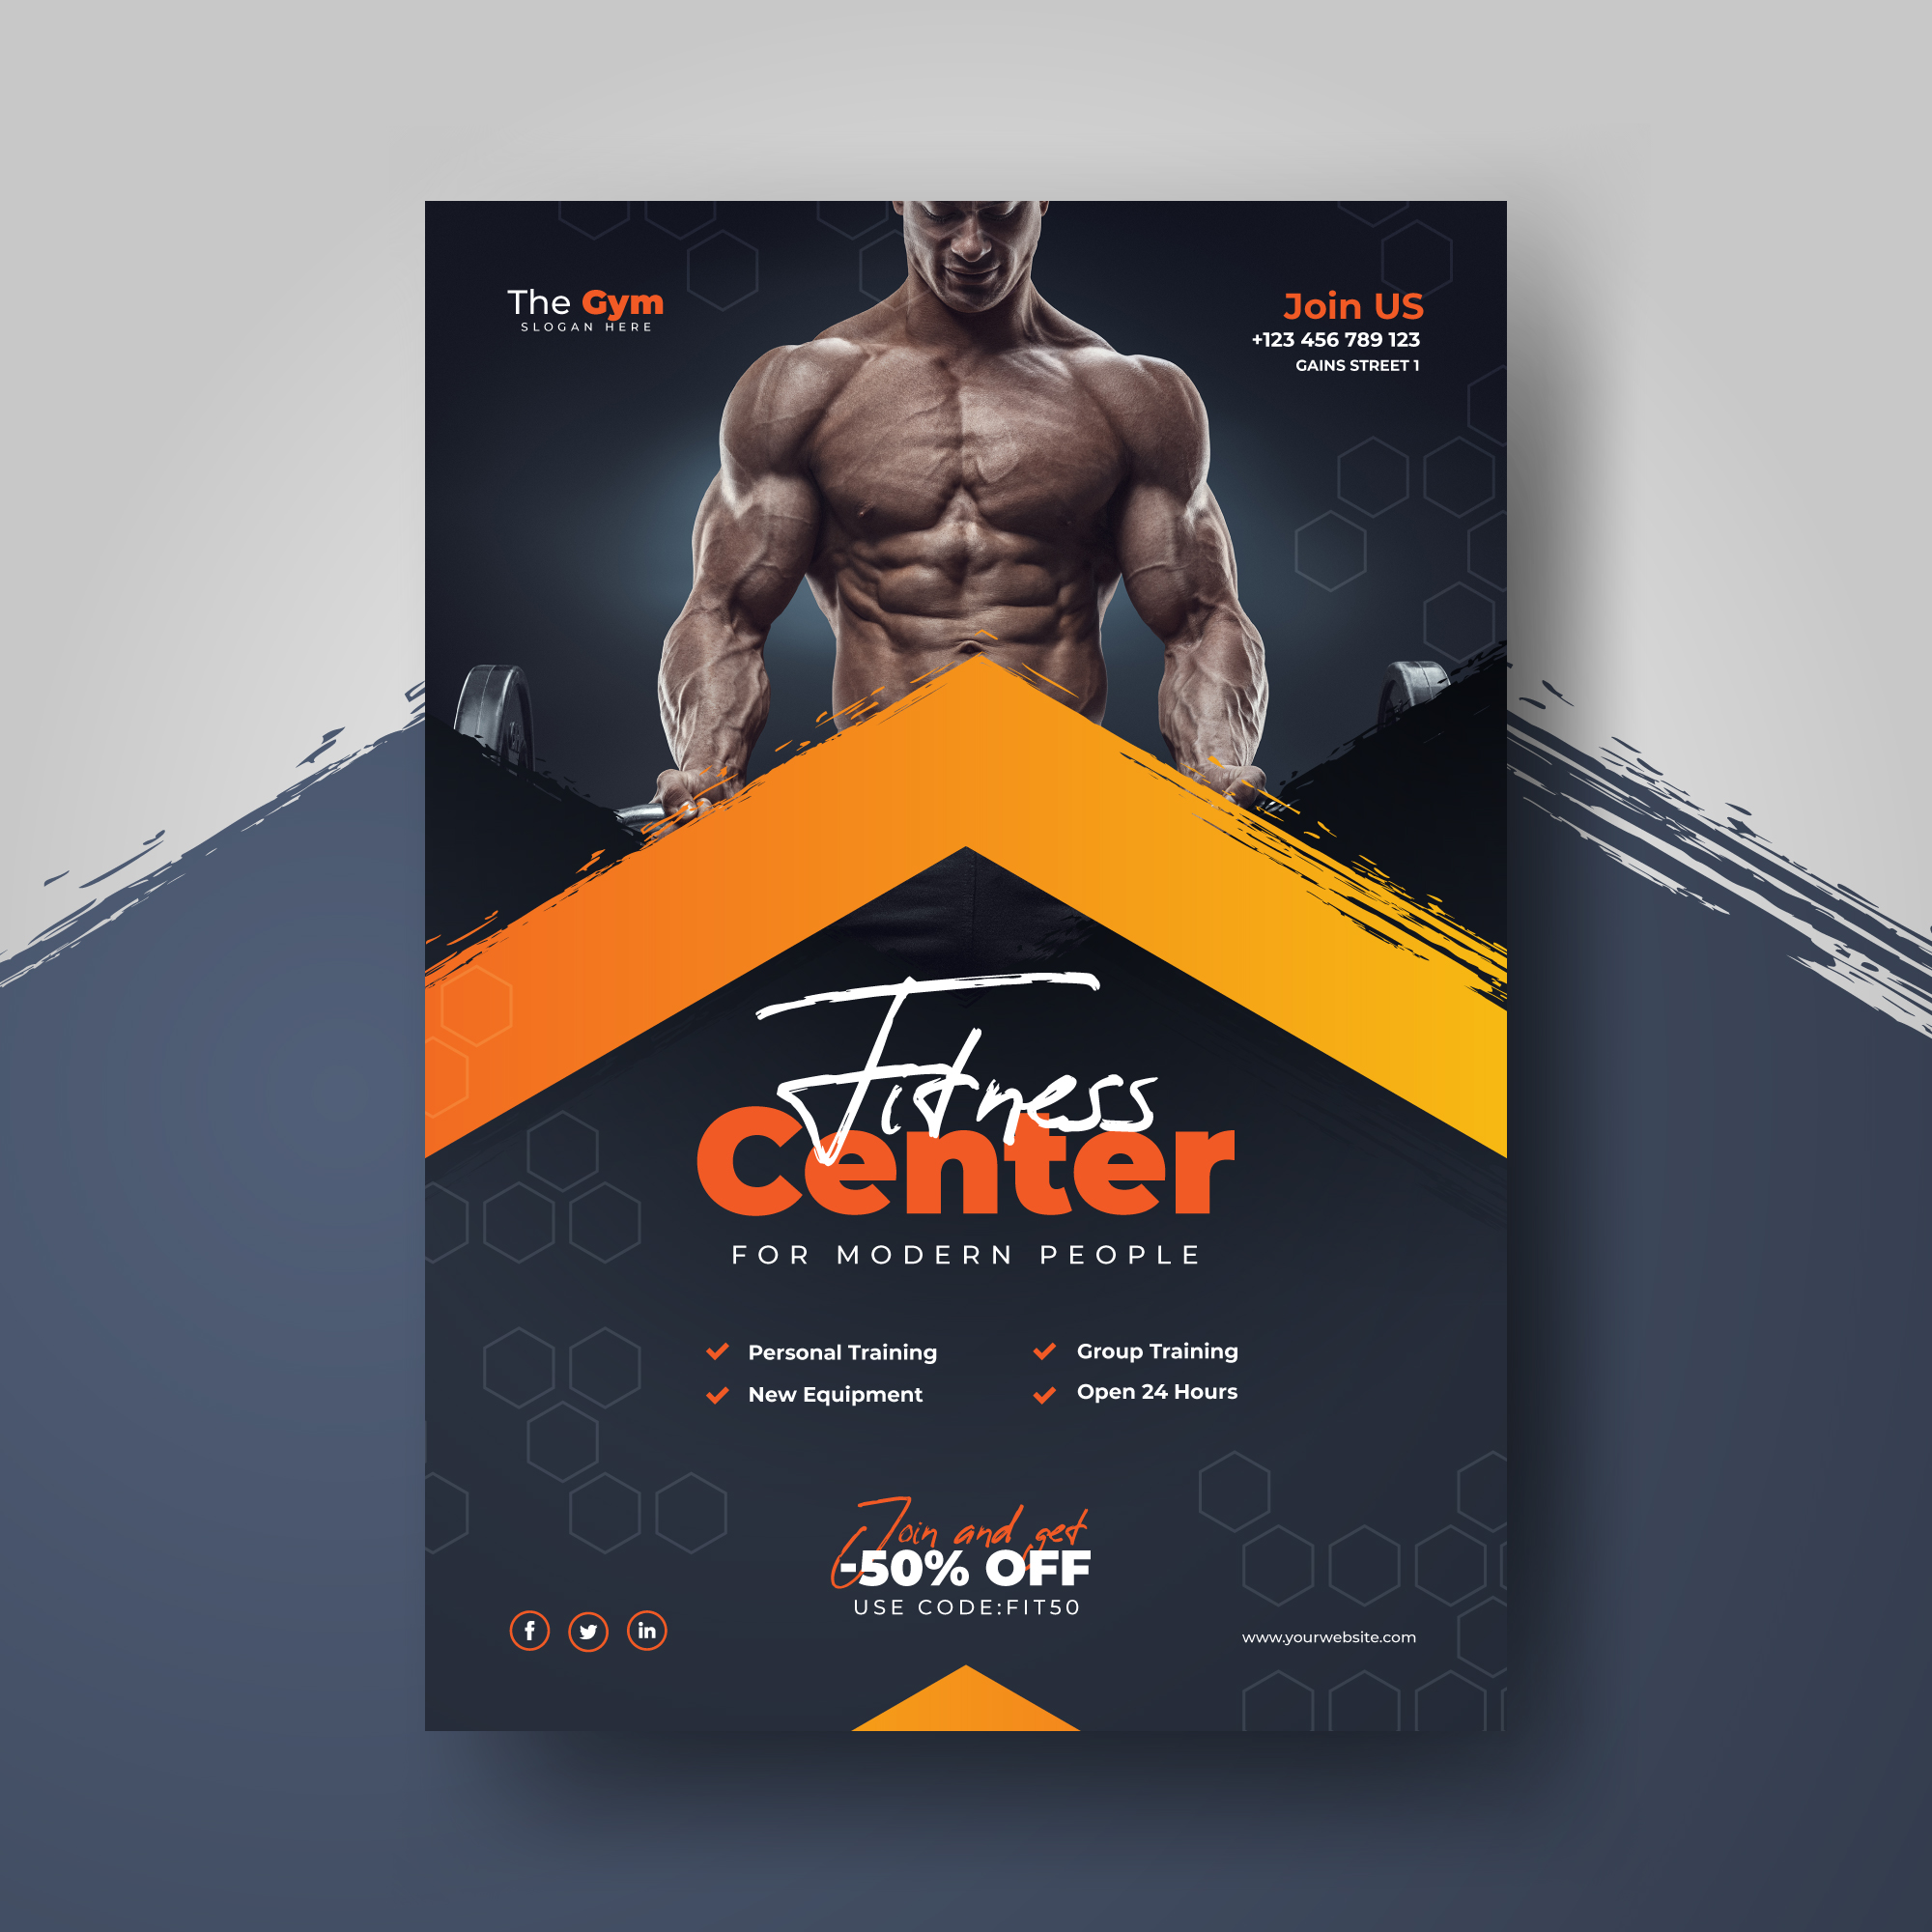 The Gym
SLOGAN HERE
Join US
+123 456 789 123
GAINS STREET 1
Fitness
Center
FOR MODERN PEOPLE
Personal Training
Group Training
New Equipment
Open 24 Hours
Join and get
-50% OFF
USE CODE:FIT50
f
in
www.yourwebsite.com